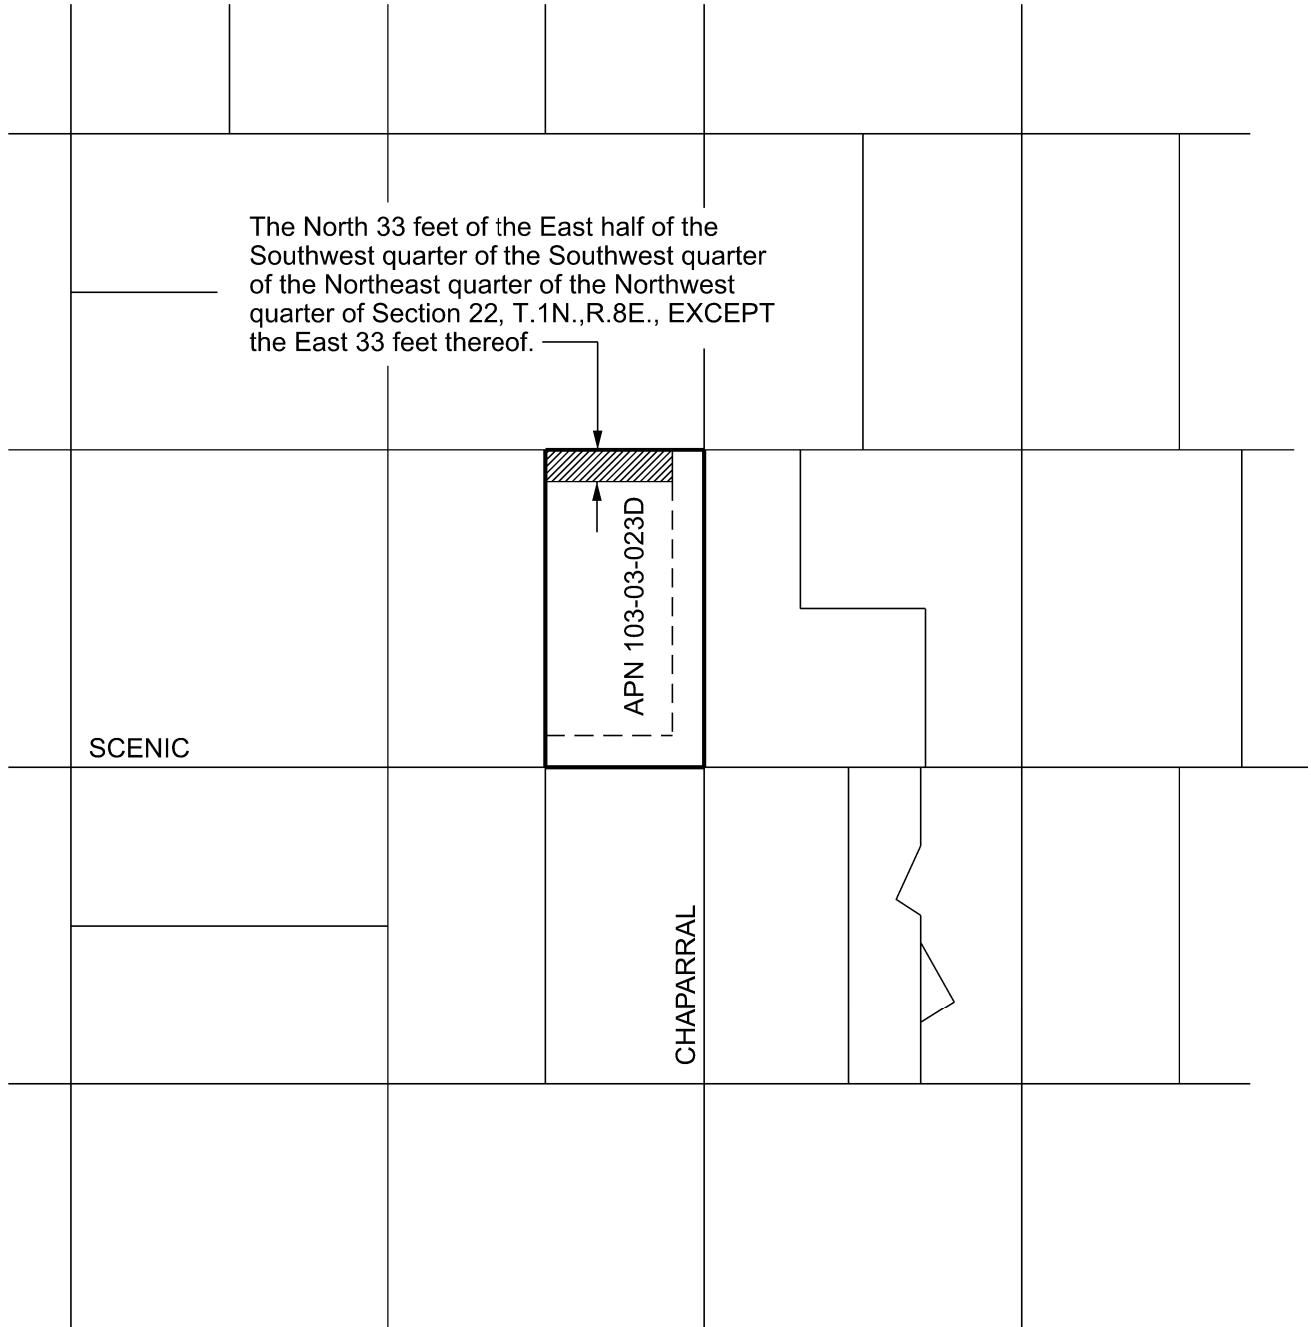 The North 33 feet of the East half of the
Southwest quarter of the Southwest quarter
of the Northeast quarter of the Northwest
quarter of Section 22, T.1N.,R.8E., EXCEPT
the East 33 feet thereof.
APN 103-03-023D
SCENIC
CHAPARRAL